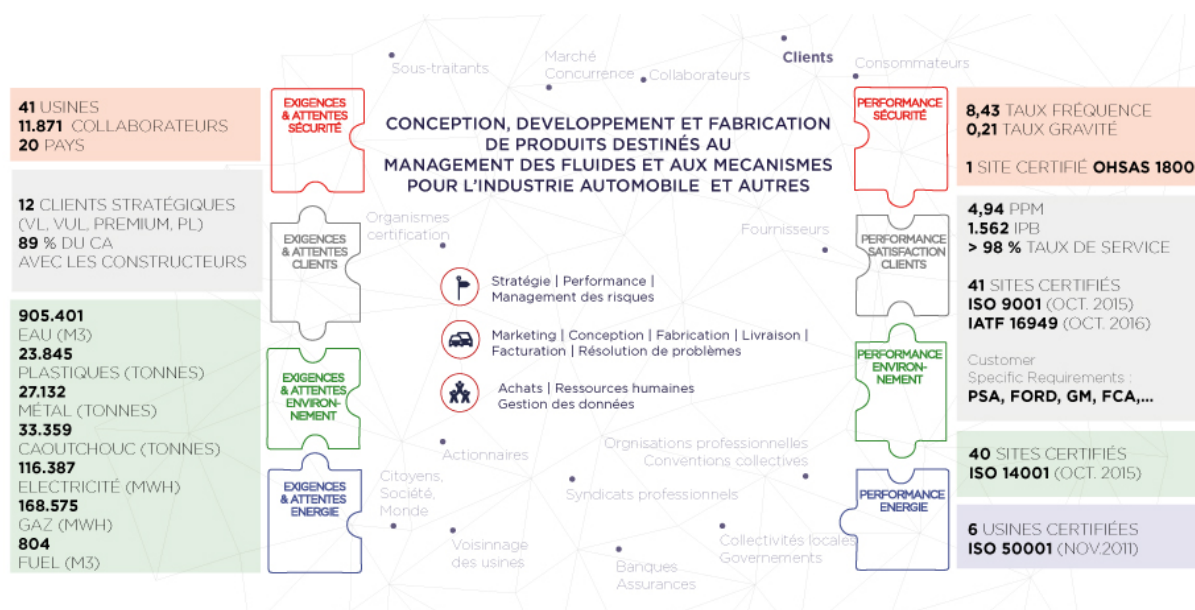 Sous-traitants
Marché
Concurrence
Collaborateurs
Clients
Consommateurs
41 USINES
11.871 COLLABORATEURS
20 PAYS
12 CLIENTS STRATÉGIQUES
(VL, VUL, PREMIUM, PL)
89 % DU CA
AVEC LES CONSTRUCTEURS
905.401
EAU (M3)
23.845
PLASTIQUES (TONNES)
27.132
MÉTAL (TONNES)
33.359
CAOUTCHOUC (TONNES)
116.387
ELECTRICITÉ (MWH)
168.575
GAZ (MWH)
804
FUEL (M3)
EXIGENCES
& ATTENTES
SÉCURITÉ
EXIGENCES
& ATTENTES
CLIENTS
EXIGENCES
& ATTENTES
ENVIRON-
NEMENT
EXIGENCES
& ATTENTES
ENERGIE
CONCEPTION, DEVELOPPEMENT ET FABRICATION
DE PRODUITS DESTINÉS AU
MANAGEMENT DES FLUIDES ET AUX MECANISMES
POUR L'INDUSTRIE AUTOMOBILE ET AUTRES
Organismes
certification
Fournisseurs
Stratégie | Performance |
Management des risques
Marketing | Conception | Fabrication | Livraison |
Facturation | Résolution de problèmes
Achats | Ressources humaines
Gestion des données
Actionnaires
Orgnisations professionnelles
Conventions collectives
Citoyens,
Société,
Monde
Syndicats professionnels
Voisinnage
des usines
Banques
Assurances
Collectivités locales
Governements
PERFORMANCE
SÉCURITÉ
PERFORMANCE
SATISFACTION
CLIENTS
PERFORMANCE
ENVIRON-
NEMENT
PERFORMANCE
ENERGIE
8,43 TAUX FRÉQUENCE
0,21 TAUX GRAVITÉ
1 SITE CERTIFIÉ OHSAS 1800
4,94 PPM
1.562 IPB
> 98 % TAUX DE SERVICE
41 SITES CERTIFIÉS
ISO 9001 (OCT. 2015)
IATF 16949 (OCT. 2016)
Customer
Specific Requirements :
PSA, FORD, GM, FCA,...
40 SITES CERTIFIÉS
ISO 14001 (OCT. 2015)
6 USINES CERTIFIÉES
ISO 50001 (NOV.2011)